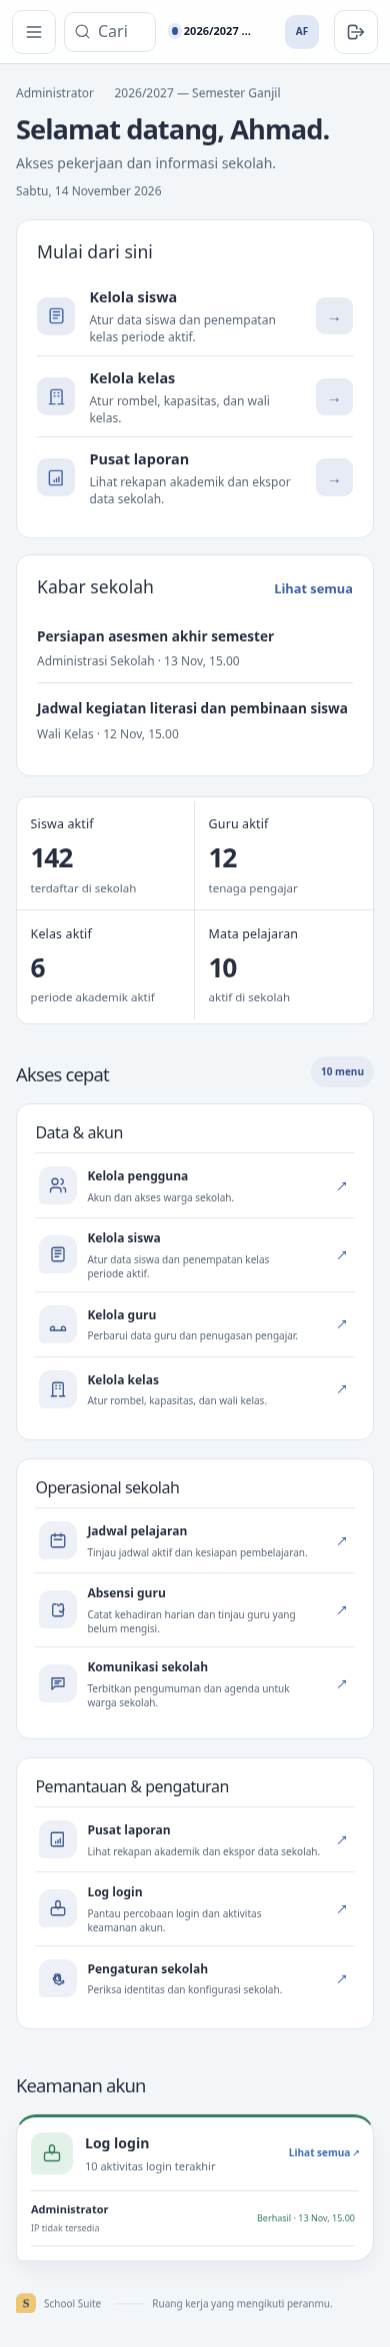 Cari
2026/2027 ...
AF
Administrator 2026/2027 — Semester Ganjil
Selamat datang, Ahmad.
Akses pekerjaan dan informasi sekolah.
Sabtu, 14 November 2026
Mulai dari sini
Kelola siswa
Atur data siswa dan penempatan
kelas periode aktif.
→
Kelola kelas
Atur rombel, kapasitas, dan wali
kelas.
→
Pusat laporan
Lihat rekapan akademik dan ekspor
data sekolah.
→
Kabar sekolah
Lihat semua
Persiapan asesmen akhir semester
Administrasi Sekolah · 13 Nov, 15.00
Jadwal kegiatan literasi dan pembinaan siswa
Wali Kelas · 12 Nov, 15.00
Siswa aktif
142
terdaftar di sekolah
Guru aktif
12
tenaga pengajar
Kelas aktif
6
periode akademik aktif
Mata pelajaran
10
aktif di sekolah
Akses cepat
10 menu
Data & akun
Kelola pengguna
Akun dan akses warga sekolah.
↗
Kelola siswa
Atur data siswa dan penempatan kelas
periode aktif.
↗
Kelola guru
Perbarui data guru dan penugasan pengajar.
↗
Kelola kelas
Atur rombel, kapasitas, dan wali kelas.
↗
Operasional sekolah
Jadwal pelajaran
Tinjau jadwal aktif dan kesiapan pembelajaran.
↗
Absensi guru
Catat kehadiran harian dan tinjau guru yang
belum mengisi.
↗
Komunikasi sekolah
Terbitkan pengumuman dan agenda untuk
warga sekolah.
↗
Pemantauan & pengaturan
Pusat laporan
Lihat rekapan akademik dan ekspor data sekolah.
↗
Log login
Pantau percobaan login dan aktivitas
keamanan akun.
↗
Pengaturan sekolah
Periksa identitas dan konfigurasi sekolah.
↗
Keamanan akun
Log login
10 aktivitas login terakhir
Lihat semua ↗
Administrator
IP tidak tersedia
Berhasil · 13 Nov, 15.00
S School Suite Ruang kerja yang mengikuti peranmu.